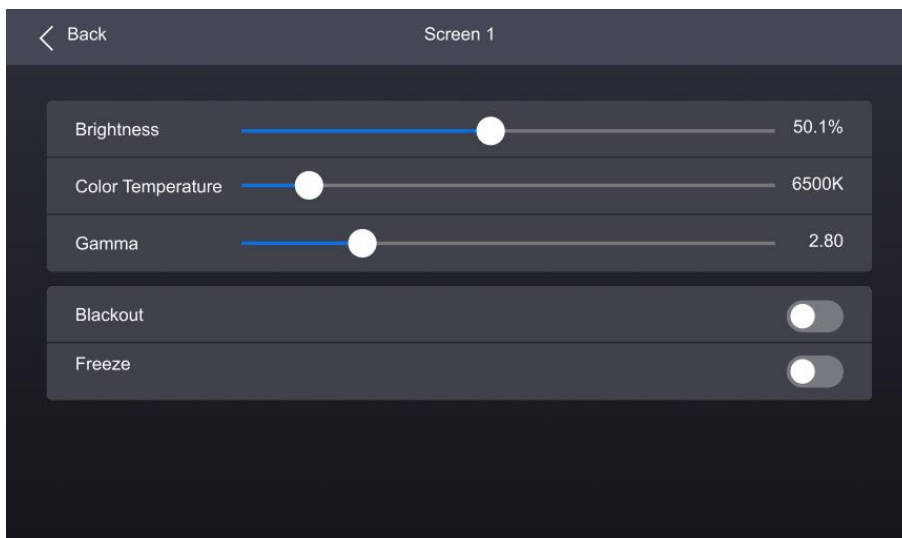 Back Screen 1
Brightness 50.1%
Color Temperature 6500K
Gamma 2.80
Blackout
Freeze